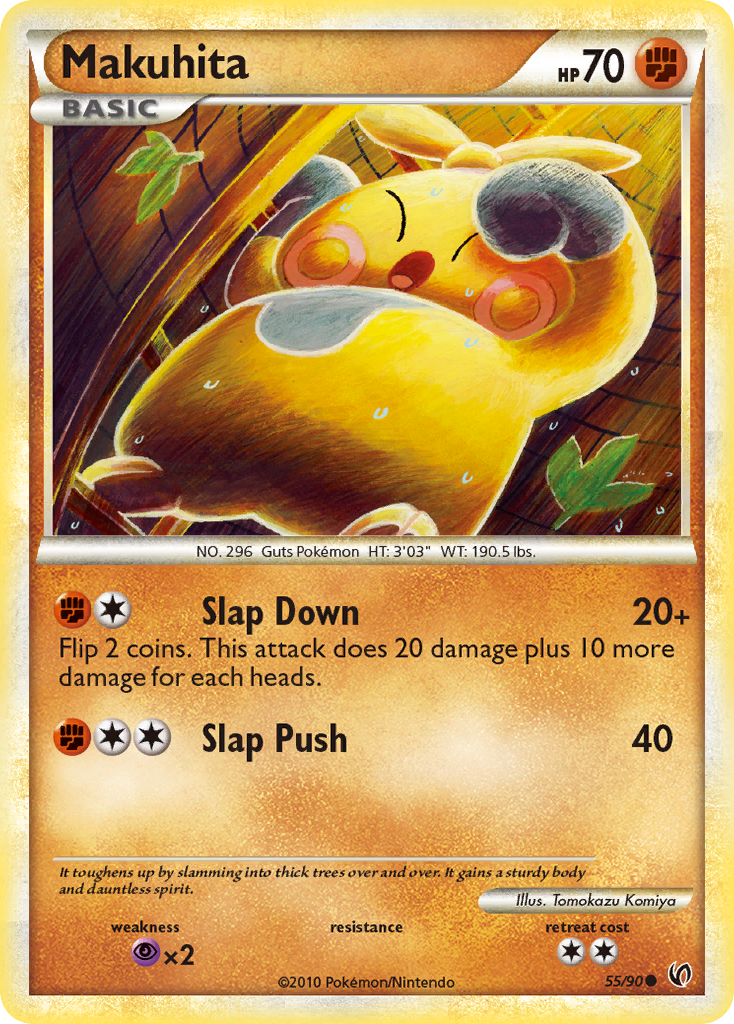 Makuhita
HP 70
BASIC
NO. 296 Guts Pokémon HT: 3'03" WT: 190.5 lbs.
Slap Down 20+
Flip 2 coins. This attack does 20 damage plus 10 more
damage for each heads.
Slap Push 40
It toughens up by slamming into thick trees over and over. It gains a sturdy body
and dauntless spirit.
Illus. Tomokazu Komiya
weakness resistance retreat cost
×2
©2010 Pokémon/Nintendo 55/90